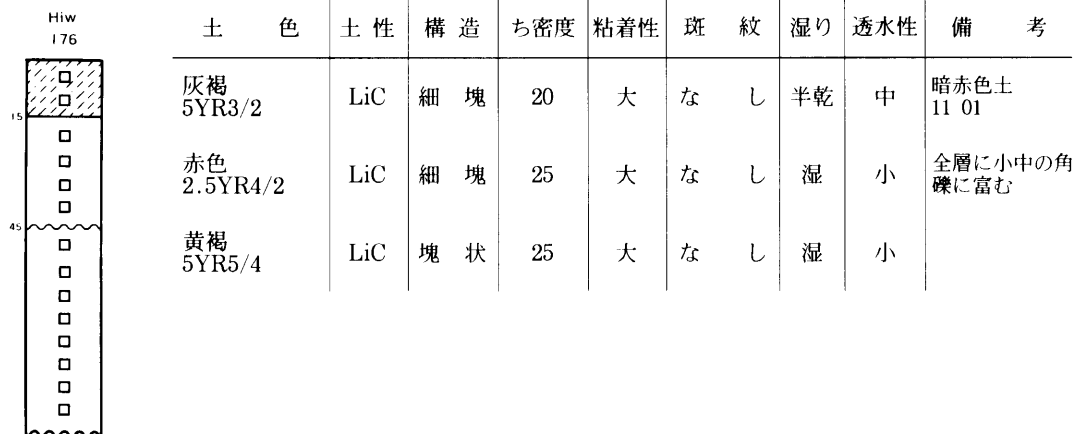 Hiw
176
土 色 土性 構造 ち密度 粘着性 斑紋 湿り 透水性 備考
灰褐
5YR3/2 LiC 細塊 20 大 なし 半乾 中 暗赤色土
11 01
15
赤色
2.5YR4/2 LiC 細塊 25 大 なし 湿 小 全層に小中の角
礫に富む
45
黄褐
5YR5/4 LiC 塊状 25 大 なし 湿 小